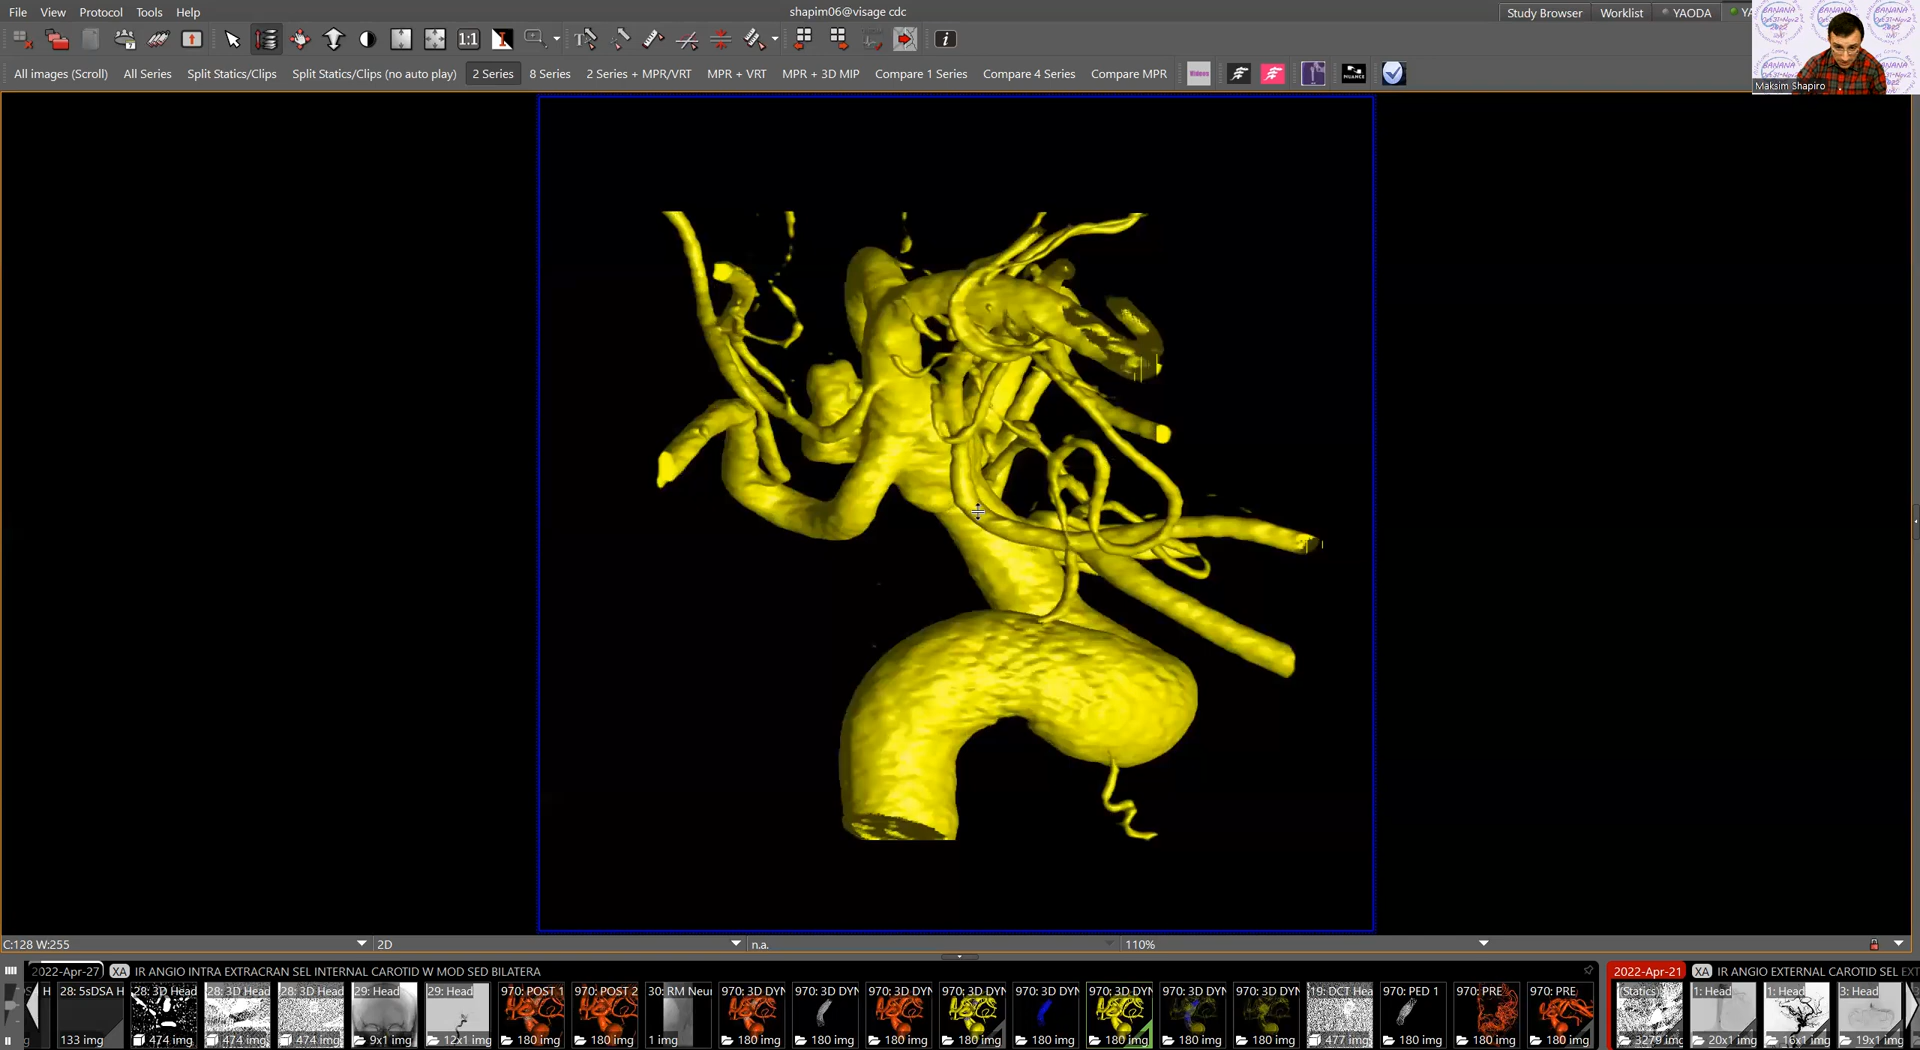 File View Protocol Tools Help
shapim06@visage cdc
Study Browser Worklist YAODA YA
1:1
All images (Scroll) All Series Split Statics/Clips Split Statics/Clips (no auto play) 2 Series 8 Series 2 Series + MPR/VRT MPR + VRT MPR + 3D MIP Compare 1 Series Compare 4 Series Compare MPR
NUANCE
BANANA
Maksim Shapiro
C:128 W:255 2D n.a. 110%
2022-Apr-27 XA IR ANGIO INTRA EXTRACRAN SEL INTERNAL CAROTID W MOD SED BILATERA
2022-Apr-21 XA IR ANGIO EXTERNAL CAROTID SEL EXT
28: 5sDSA H 28: 3D Head 28: 3D Head 28: 3D Head 29: Head 29: Head 970: POST 1 970: POST 2 30: RM Neu 970: 3D DYN 970: 3D DYN 970: 3D DYN 970: 3D DYN 970: 3D DYN 970: 3D DYN 970: 3D DYN 970: 3D DYN 19: DCT Hea 970: PED 1 970: PRE 970: PRE (Statics) 1: Head 1: Head 3: Head
133 img 474 img 474 img 474 img 9x1 img 12x1 img 180 img 180 img 1 img 180 img 180 img 180 img 180 img 180 img 180 img 180 img 180 img 477 img 180 img 180 img 180 img 3279 img 20x1 img 16x1 img 19x1 img